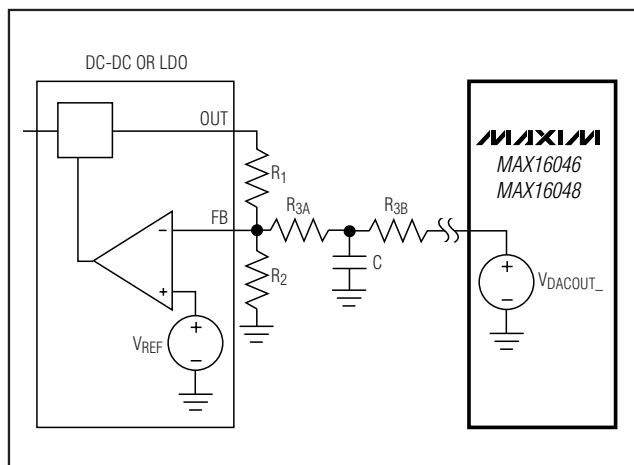 DC-DC OR LDO
OUT
R1
R3A
R3B
FB
R2
C
VREF
MAXIM
MAX16046
MAX16048
VDACOUT_
+
−
+
−
−
+